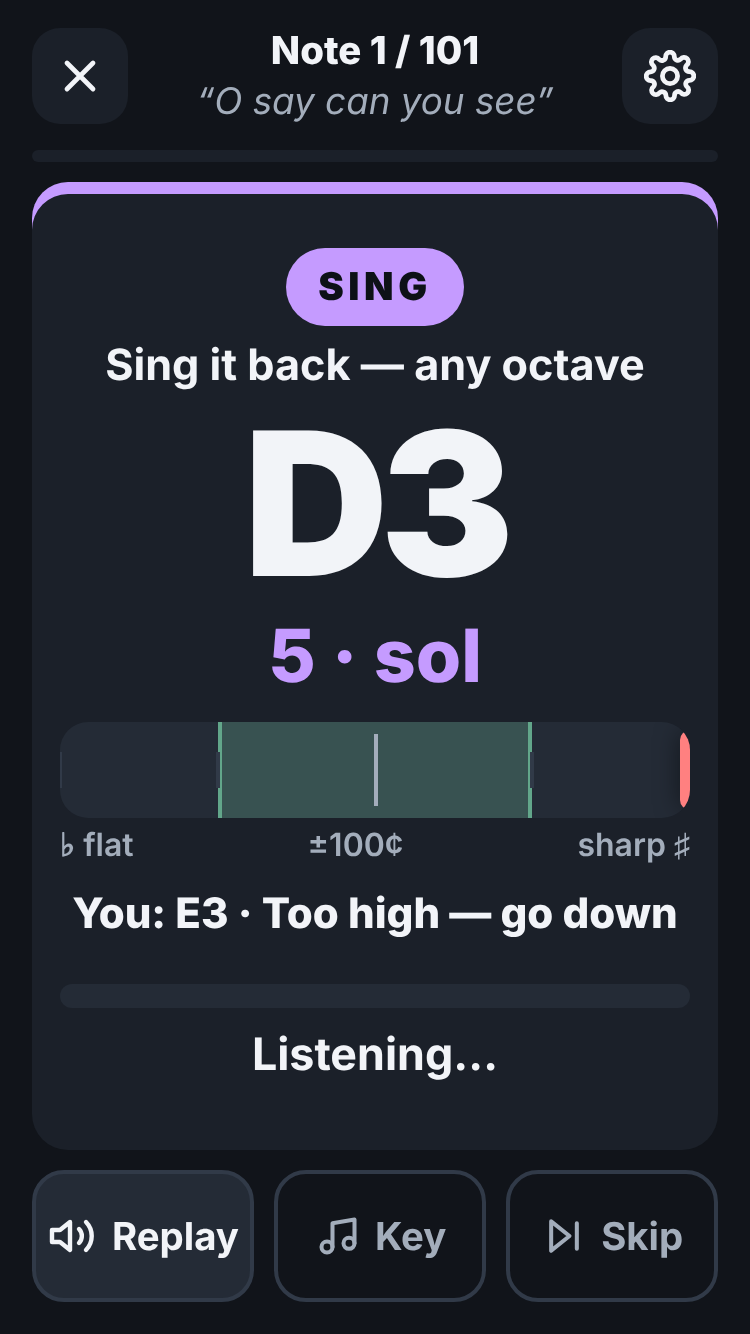 Note 1 / 101
“O say can you see”
SING
Sing it back — any octave
D3
5 · sol
♭ flat ±100¢ sharp ♯
You: E3 · Too high — go down
Listening…
Replay Key Skip